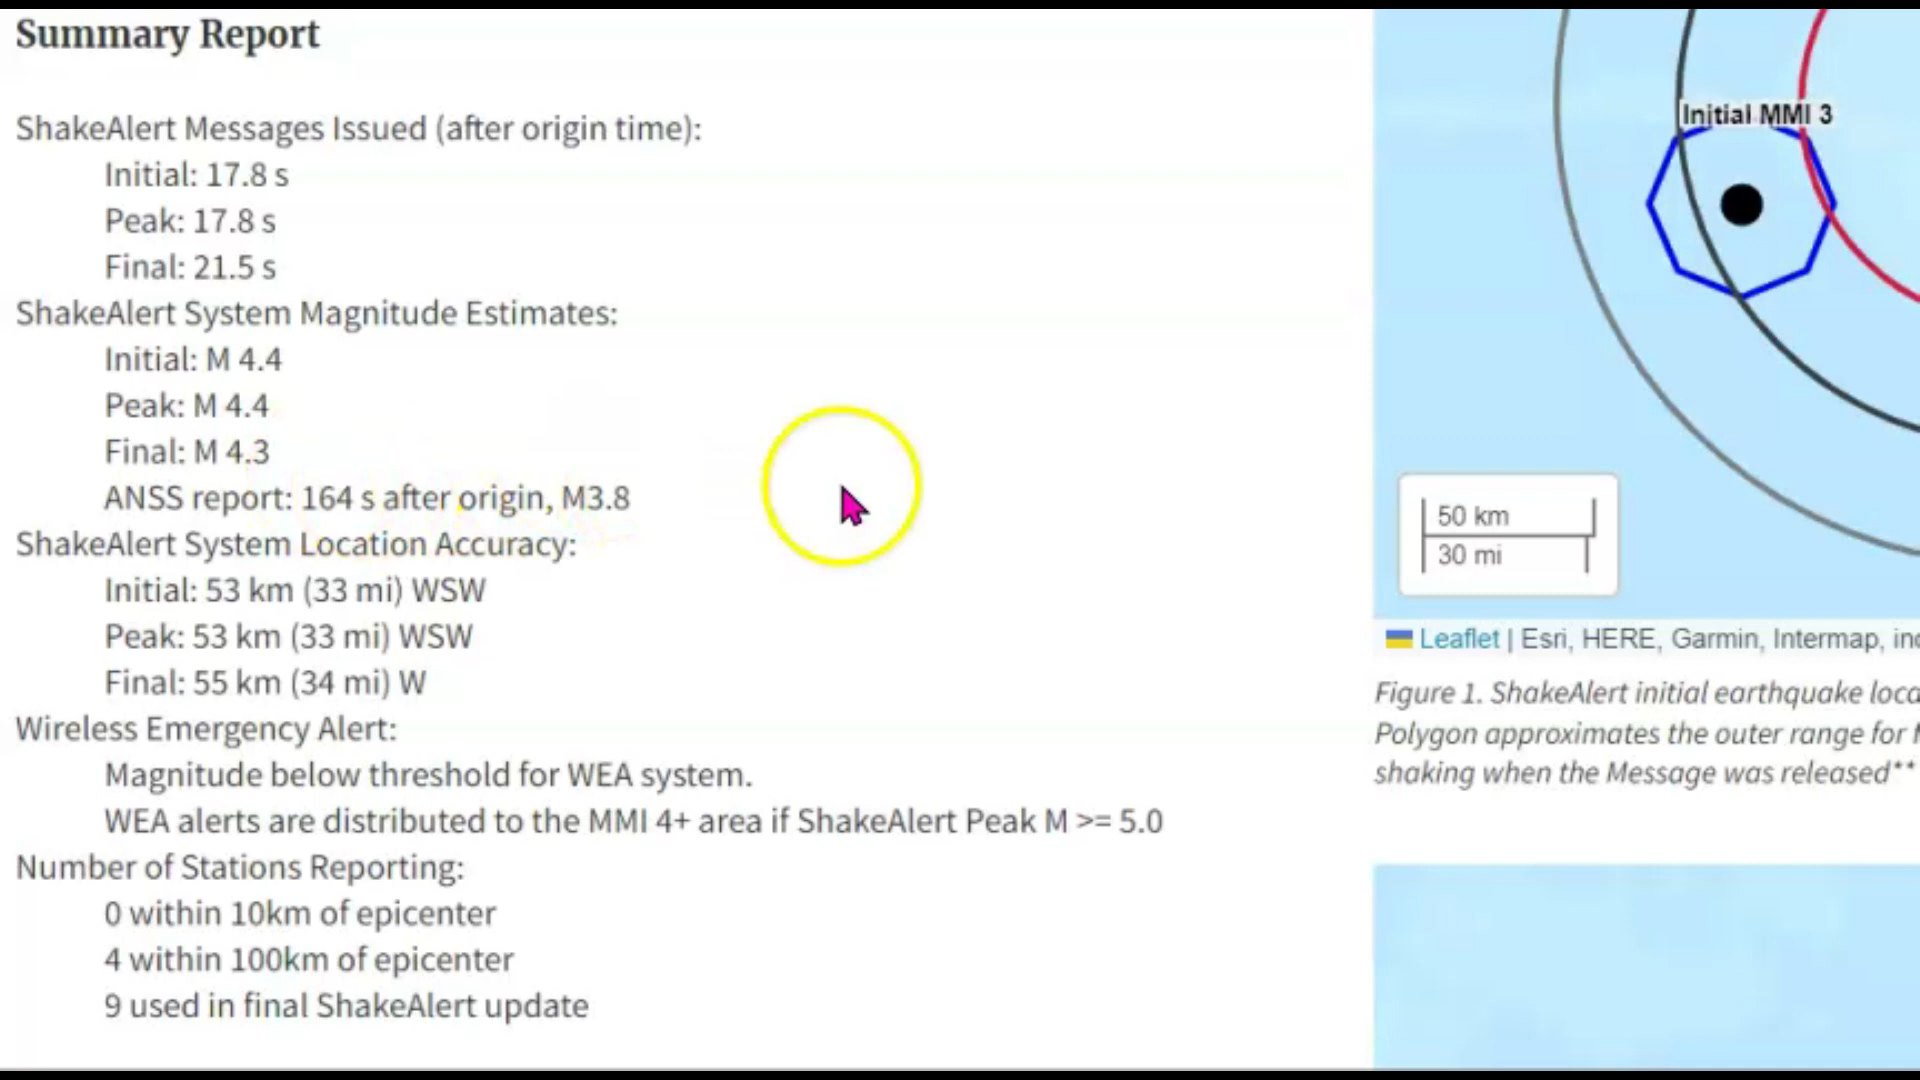 Summary Report
ShakeAlert Messages Issued (after origin time):
Initial: 17.8 s
Peak: 17.8 s
Final: 21.5 s
ShakeAlert System Magnitude Estimates:
Initial: M 4.4
Peak: M 4.4
Final: M 4.3
ANSS report: 164 s after origin, M3.8
ShakeAlert System Location Accuracy:
Initial: 53 km (33 mi) WSW
Peak: 53 km (33 mi) WSW
Final: 55 km (34 mi) W
Wireless Emergency Alert:
Magnitude below threshold for WEA system.
WEA alerts are distributed to the MMI 4+ area if ShakeAlert Peak M >= 5.0
Number of Stations Reporting:
0 within 10km of epicenter
4 within 100km of epicenter
9 used in final ShakeAlert update
Initial MMI 3
50 km
30 mi
Leaflet | Esri, HERE, Garmin, Intermap,
Figure 1. ShakeAlert initial earthquake
Polygon approximates the outer range for
shaking when the Message was released**